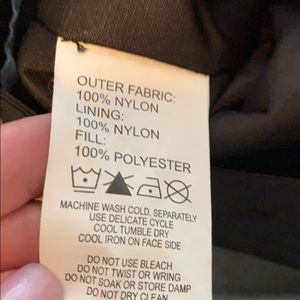 OUTER FABRIC:
100% NYLON
LINING:
100% NYLON
FILL:
100% POLYESTER
MACHINE WASH COLD, SEPARATELY
USE DELICATE CYCLE
COOL TUMBLE DRY
COOL IRON ON FACE SIDE
DO NOT USE BLEACH
DO NOT TWIST OR WRING
DO NOT SOAK OR STORE DAMP
DO NOT DRY CLEAN